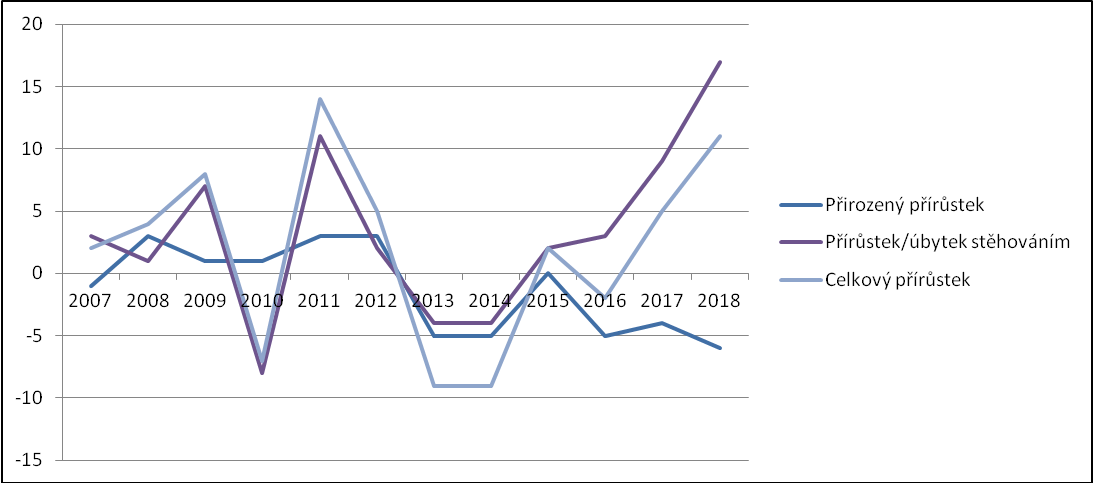 20
15
10
5
0
-5
-10
-15
2007 2008 2009 2010 2011 2012 2013 2014 2015 2016 2017 2018
Přirozený přírůstek
Přírůstek/úbytek stěhováním
Celkový přírůstek